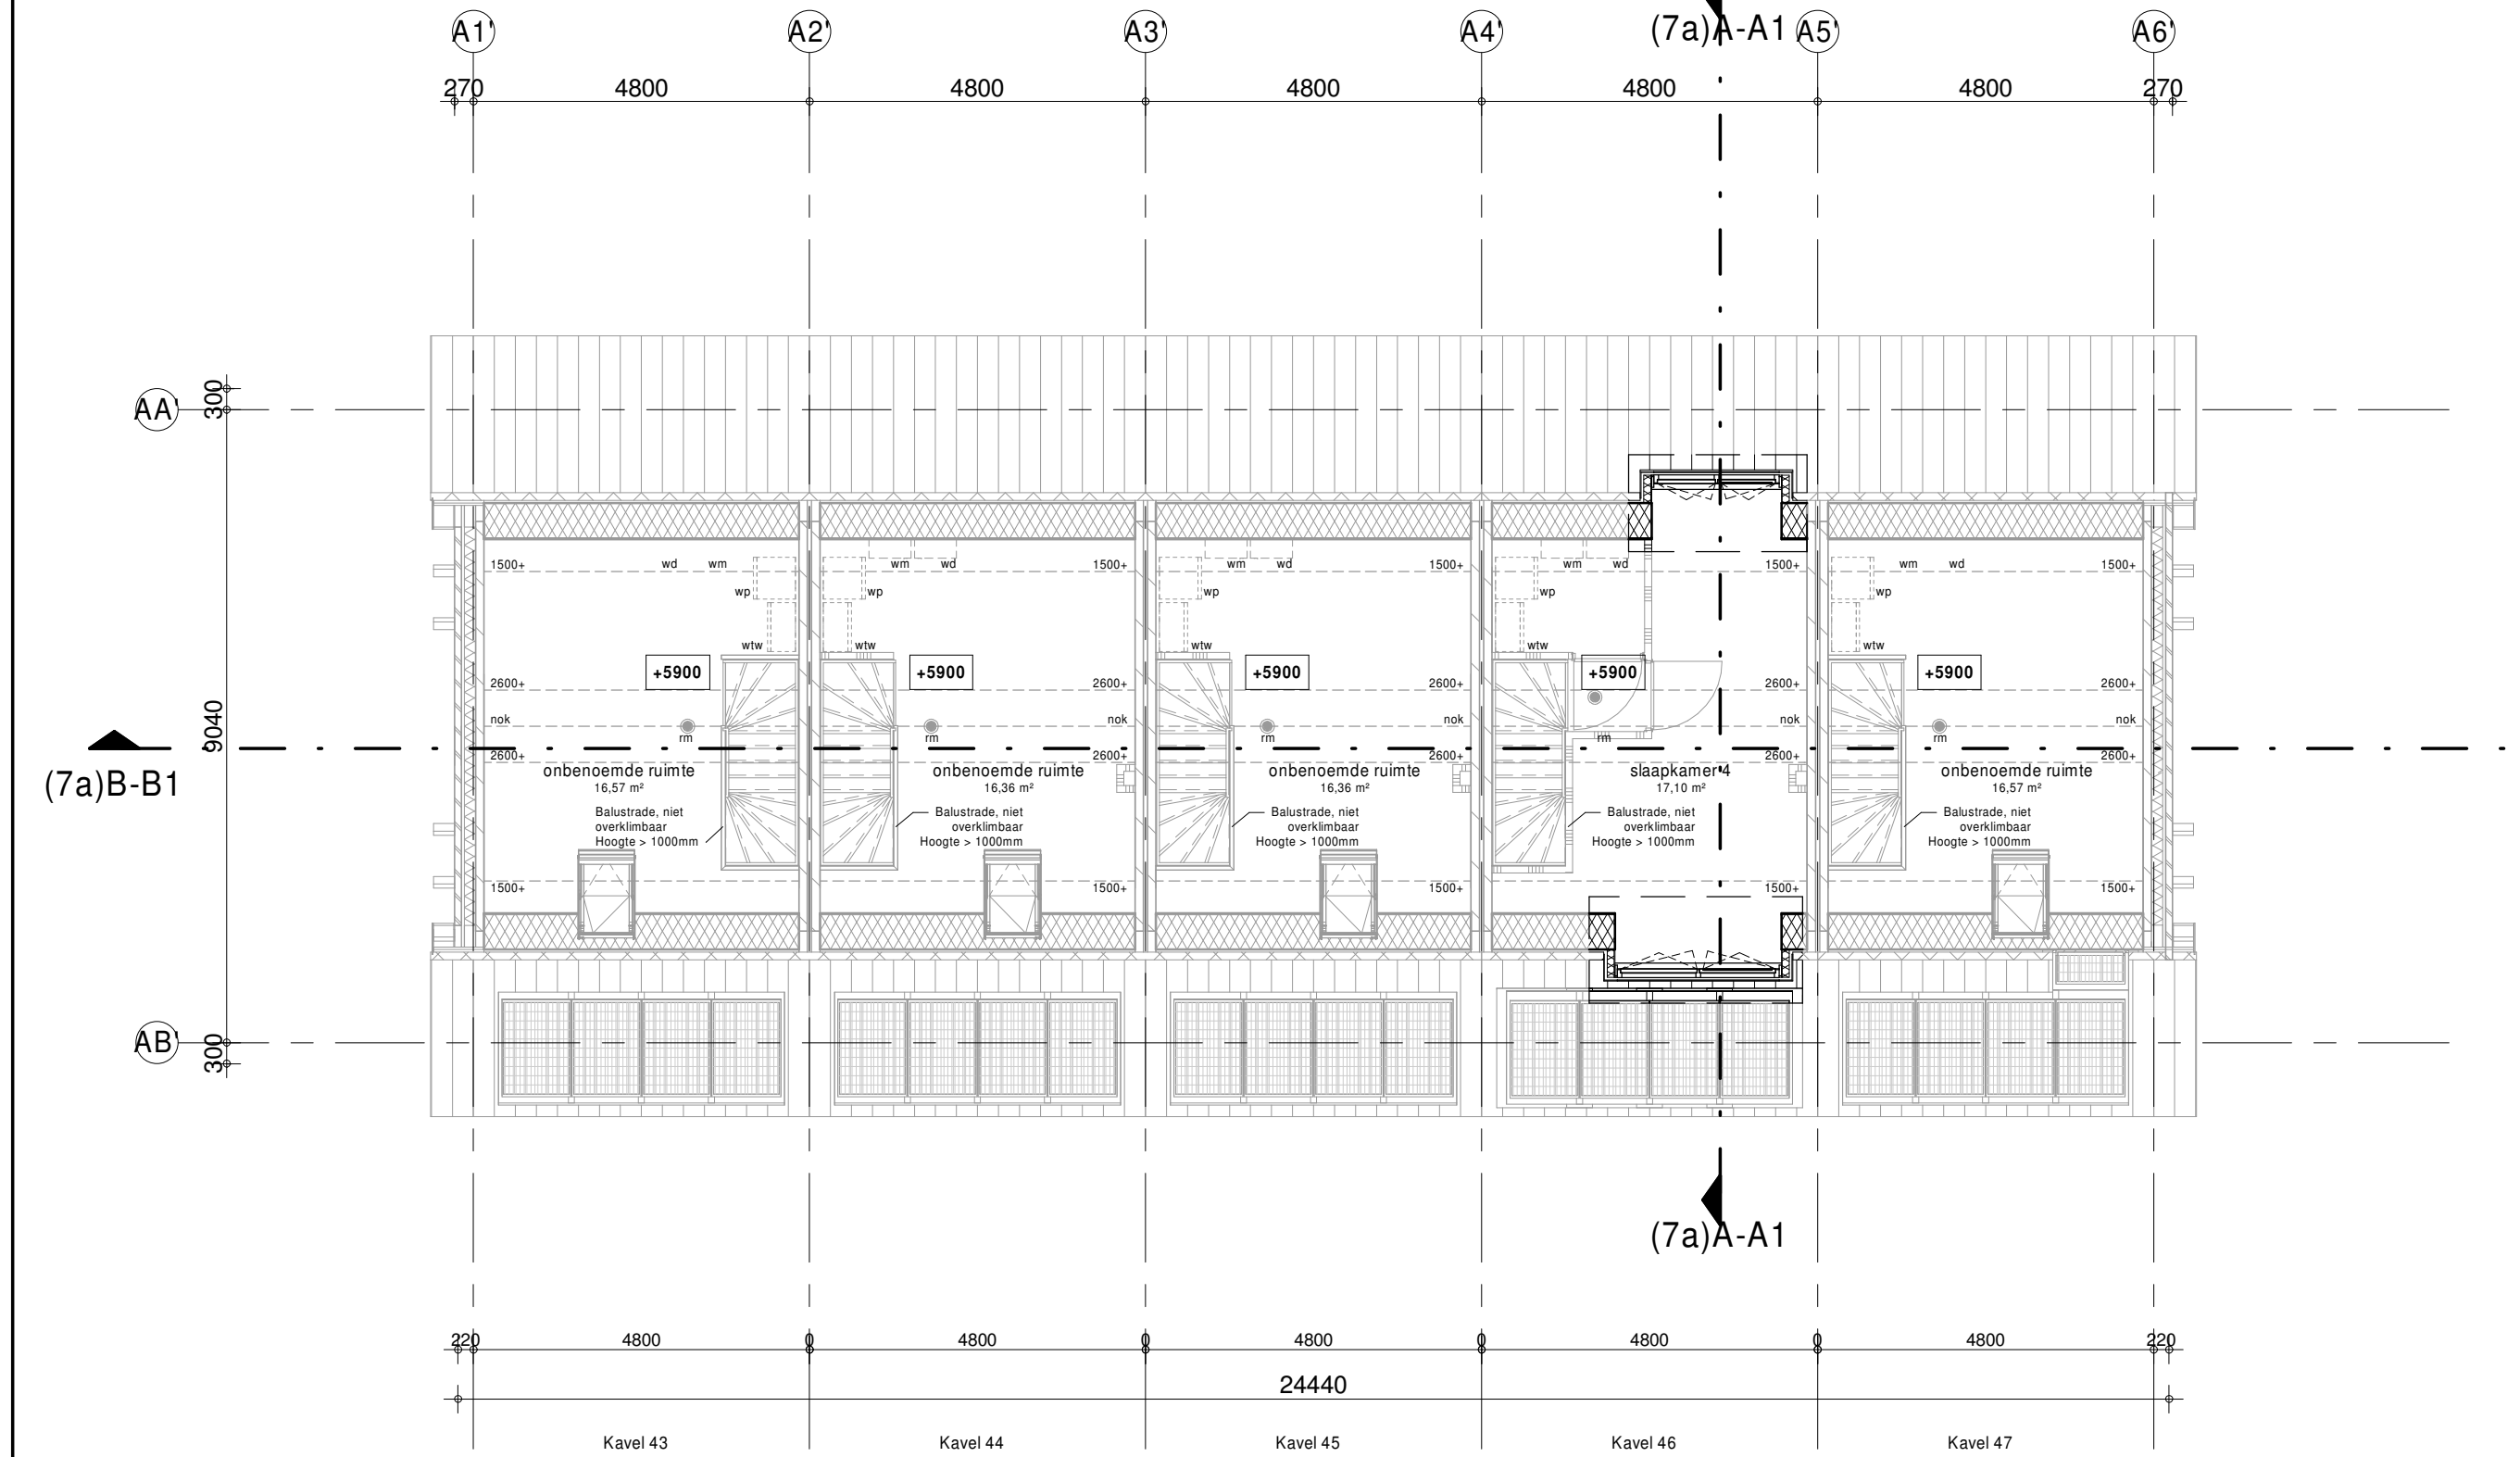 A1' A2' A3' A4' (7a)A-A1 A5' A6'
270 4800 4800 4800 4800 4800 270
AA' 300
1500+ wd wm wm wd 1500+ wm wd 1500+ wm wd 1500+ wm wd 1500+
wp wp wp wp wp
wtw wtw wtw wtw wtw
+5900 +5900 +5900 +5900 +5900
2600+ 2600+ 2600+ 2600+ 2600+
nok nok nok nok nok
rm rm rm rm rm
9040
2600+ 2600+ 2600+ 2600+
(7a)B-B1
onbenoemde ruimte onbenoemde ruimte onbenoemde ruimte slaapkamer 4 onbenoemde ruimte
16,57 m² 16,36 m² 16,36 m² 17,10 m² 16,57 m²
Balustrade, niet Balustrade, niet Balustrade, niet Balustrade, niet Balustrade, niet
overklimbaar overklimbaar overklimbaar overklimbaar overklimbaar
Hoogte > 1000mm Hoogte > 1000mm Hoogte > 1000mm Hoogte > 1000mm Hoogte > 1000mm
1500+ 1500+ 1500+ 1500+ 1500+
AB' 300
(7a)A-A1
220 4800 0 4800 0 4800 0 4800 0 4800 220
24440
Kavel 43 Kavel 44 Kavel 45 Kavel 46 Kavel 47